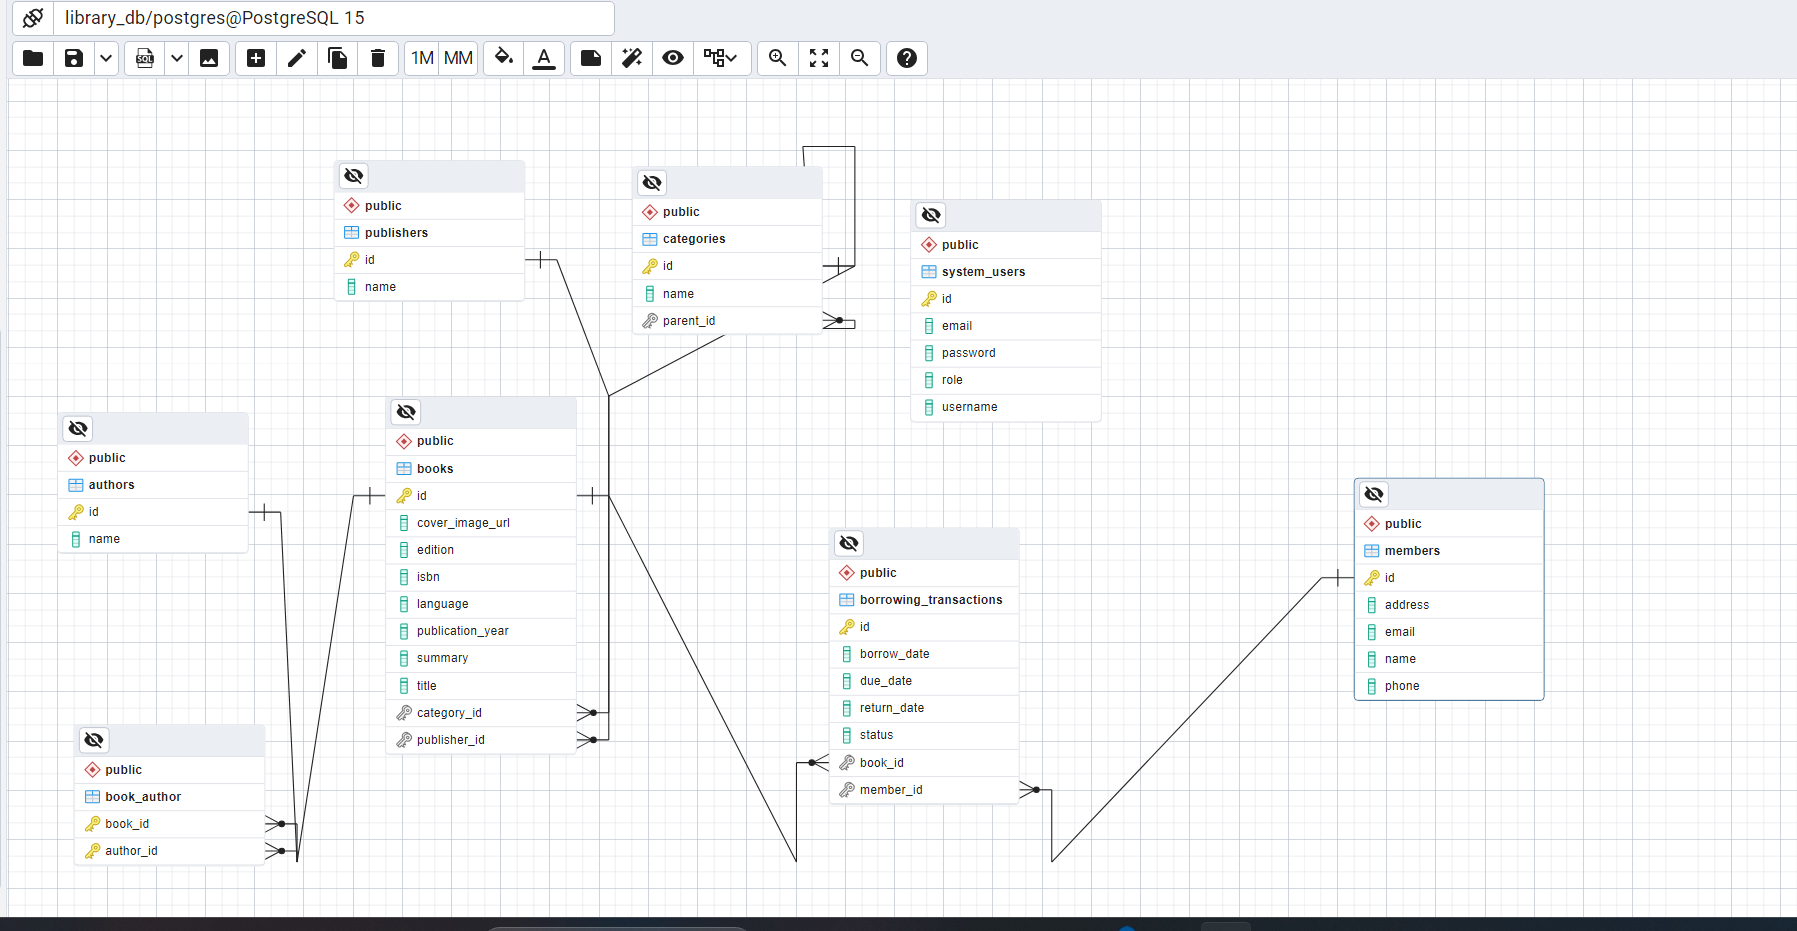 library_db/postgres@PostgreSQL 15
SQL
1M
MM
A
public
publishers
id
name
public
categories
id
name
parent_id
public
system_users
id
email
password
role
username
public
authors
id
name
public
books
id
cover_image_url
edition
isbn
language
publication_year
summary
title
category_id
publisher_id
public
borrowing_transactions
id
borrow_date
due_date
return_date
status
book_id
member_id
public
members
id
address
email
name
phone
public
book_author
book_id
author_id